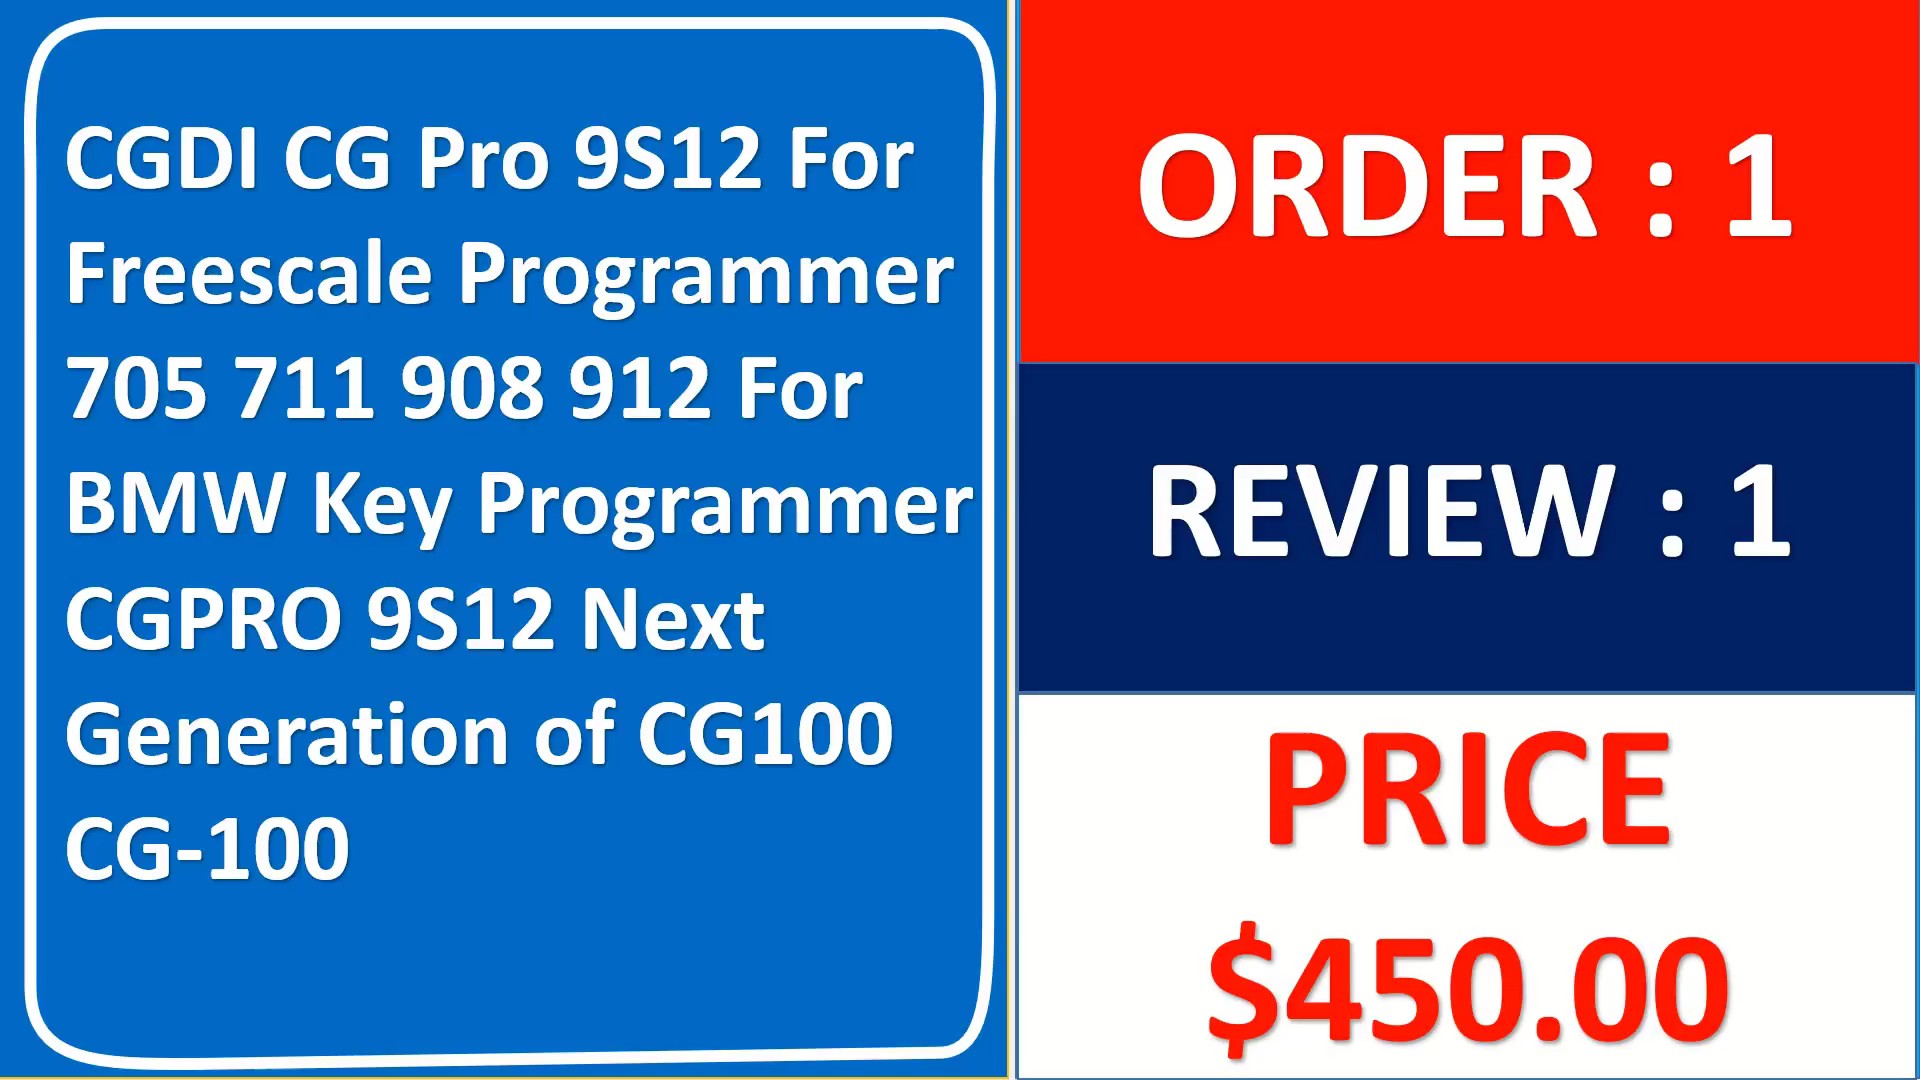 CGDI CG Pro 9S12 For
Freescale Programmer
705 711 908 912 For
BMW Key Programmer
CGPRO 9S12 Next
Generation of CG100
CG-100
ORDER : 1
REVIEW : 1
PRICE
$450.00